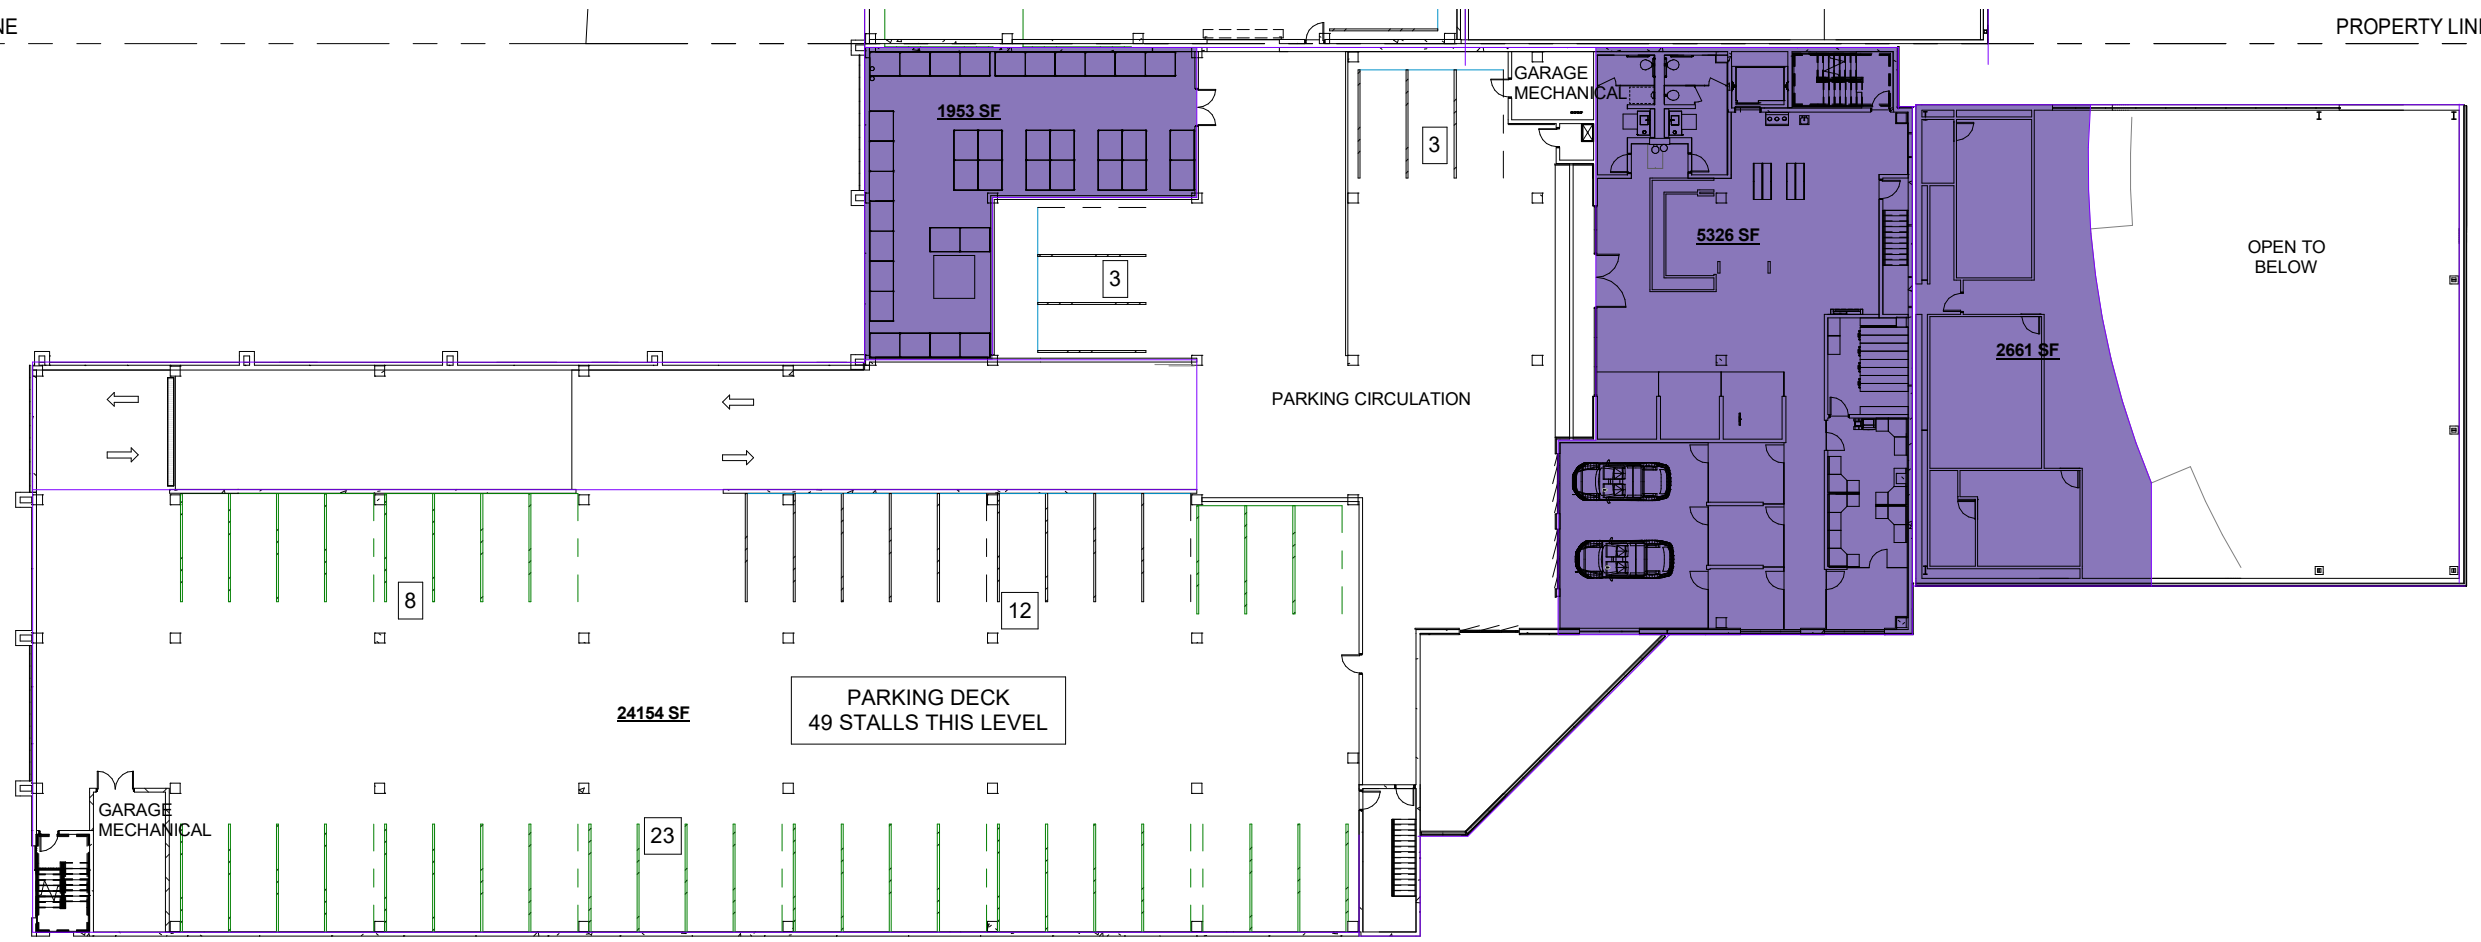 NE
PROPERTY LINE
GARAGE
MECHANICAL
1953 SF
3
3
5326 SF
OPEN TO
BELOW
2661 SF
PARKING CIRCULATION
8
12
PARKING DECK
49 STALLS THIS LEVEL
24154 SF
GARAGE
MECHANICAL
23